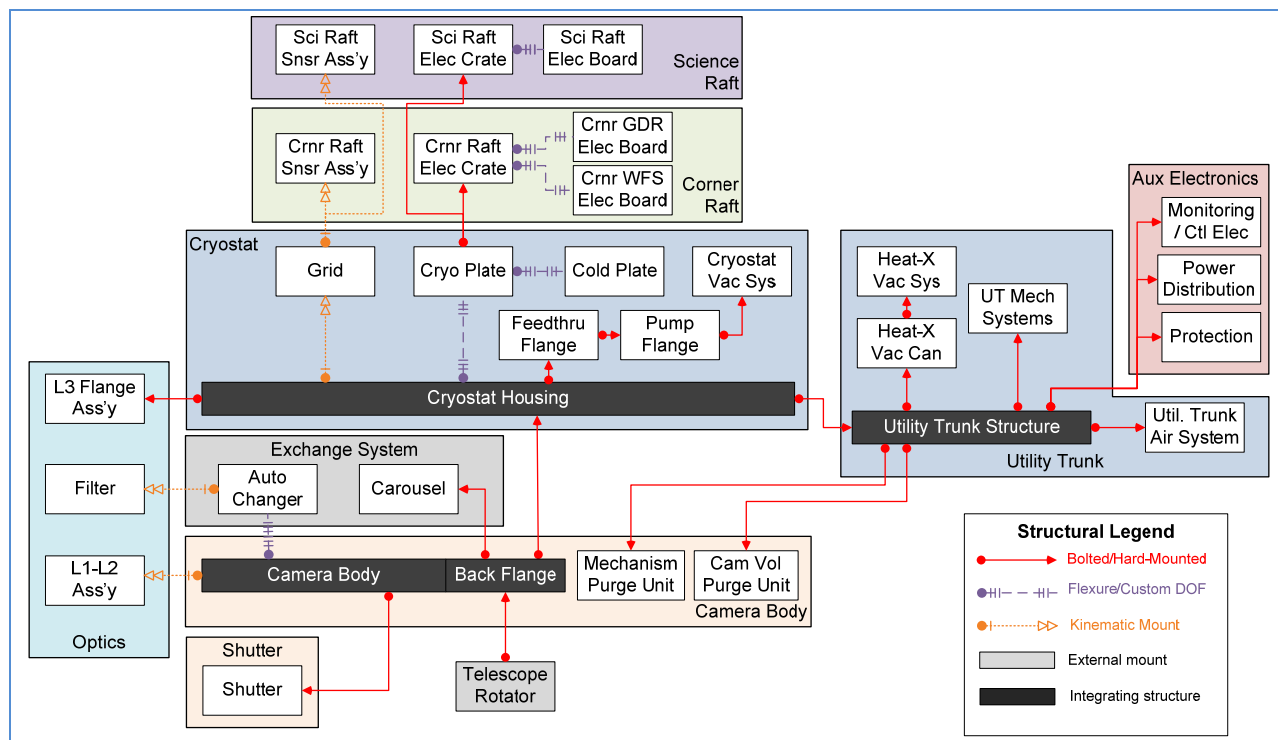 Sci Raft
Snsr Ass'y
Sci Raft
Elec Crate
Sci Raft
Elec Board
Science
Raft
Crnr Raft
Snsr Ass'y
Crnr Raft
Elec Crate
Crnr GDR
Elec Board
Crnr WFS
Elec Board
Corner
Raft
Aux Electronics
Monitoring
/ Ctl Elec
Power
Distribution
Protection
Cryostat
Grid
Cryo Plate
Cold Plate
Cryostat
Vac Sys
Feedthru
Flange
Pump
Flange
Cryostat Housing
Heat-X
Vac Sys
Heat-X
Vac Can
UT Mech
Systems
Utility Trunk Structure
Util. Trunk
Air System
Utility Trunk
L3 Flange
Ass'y
Filter
L1-L2
Ass'y
Optics
Exchange System
Auto
Changer
Carousel
Camera Body
Back Flange
Mechanism
Purge Unit
Cam Vol
Purge Unit
Camera Body
Shutter
Shutter
Telescope
Rotator
Structural Legend
Bolted/Hard-Mounted
Flexure/Custom DOF
Kinematic Mount
External mount
Integrating structure